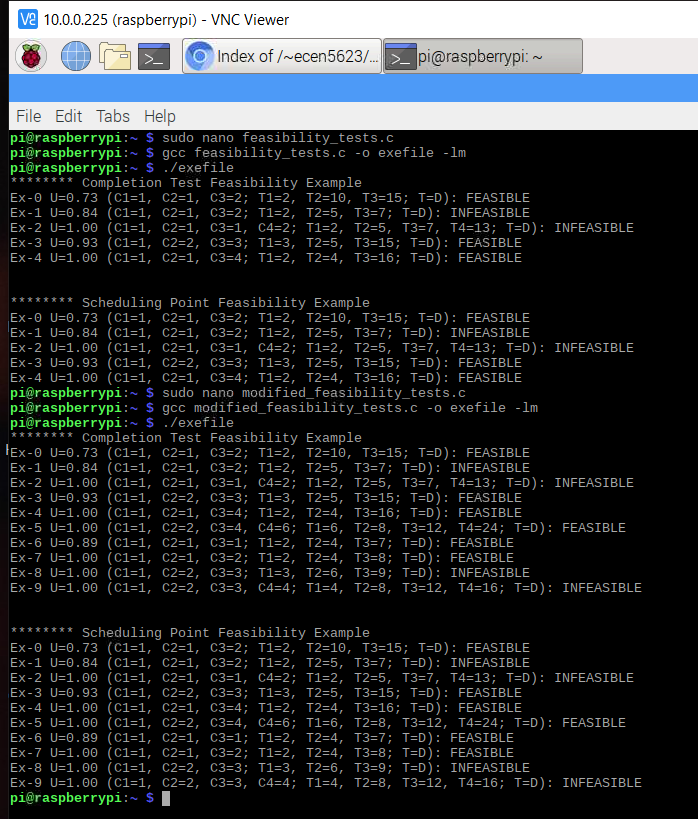 10.0.0.225 (raspberrypi) - VNC Viewer
Index of /~ecen5623/... pi@raspberrypi: ~
File Edit Tabs Help
pi@raspberrypi:~ $ sudo nano feasibility_tests.c
pi@raspberrypi:~ $ gcc feasibility_tests.c -o exefile -lm
pi@raspberrypi:~ $ ./exefile
******** Completion Test Feasibility Example
Ex-0 U=0.73 (C1=1, C2=1, C3=2; T1=2, T2=10, T3=15; T=D): FEASIBLE
Ex-1 U=0.84 (C1=1, C2=1, C3=2; T1=2, T2=5, T3=7; T=D): INFEASIBLE
Ex-2 U=1.00 (C1=1, C2=1, C3=1, C4=2; T1=2, T2=5, T3=7, T4=13; T=D): INFEASIBLE
Ex-3 U=0.93 (C1=1, C2=2, C3=3; T1=3, T2=5, T3=15; T=D): FEASIBLE
Ex-4 U=1.00 (C1=1, C2=1, C3=4; T1=2, T2=4, T3=16; T=D): FEASIBLE
******** Scheduling Point Feasibility Example
Ex-0 U=0.73 (C1=1, C2=1, C3=2; T1=2, T2=10, T3=15; T=D): FEASIBLE
Ex-1 U=0.84 (C1=1, C2=1, C3=2; T1=2, T2=5, T3=7; T=D): INFEASIBLE
Ex-2 U=1.00 (C1=1, C2=1, C3=1, C4=2; T1=2, T2=5, T3=7, T4=13; T=D): INFEASIBLE
Ex-3 U=0.93 (C1=1, C2=2, C3=3; T1=3, T2=5, T3=15; T=D): FEASIBLE
Ex-4 U=1.00 (C1=1, C2=1, C3=4; T1=2, T2=4, T3=16; T=D): FEASIBLE
pi@raspberrypi:~ $ sudo nano modified_feasibility_tests.c
pi@raspberrypi:~ $ gcc modified_feasibility_tests.c -o exefile -lm
pi@raspberrypi:~ $ ./exefile
******** Completion Test Feasibility Example
Ex-0 U=0.73 (C1=1, C2=1, C3=2; T1=2, T2=10, T3=15; T=D): FEASIBLE
Ex-1 U=0.84 (C1=1, C2=1, C3=2; T1=2, T2=5, T3=7; T=D): INFEASIBLE
Ex-2 U=1.00 (C1=1, C2=1, C3=1, C4=2; T1=2, T2=5, T3=7, T4=13; T=D): INFEASIBLE
Ex-3 U=0.93 (C1=1, C2=2, C3=3; T1=3, T2=5, T3=15; T=D): FEASIBLE
Ex-4 U=1.00 (C1=1, C2=1, C3=4; T1=2, T2=4, T3=16; T=D): FEASIBLE
Ex-5 U=1.00 (C1=1, C2=2, C3=4, C4=6; T1=6, T2=8, T3=12, T4=24; T=D): FEASIBLE
Ex-6 U=0.89 (C1=1, C2=1, C3=1; T1=2, T2=4, T3=7; T=D): FEASIBLE
Ex-7 U=1.00 (C1=1, C2=1, C3=2; T1=2, T2=4, T3=8; T=D): FEASIBLE
Ex-8 U=1.00 (C1=1, C2=2, C3=3; T1=3, T2=6, T3=9; T=D): INFEASIBLE
Ex-9 U=1.00 (C1=1, C2=2, C3=3, C4=4; T1=4, T2=8, T3=12, T4=16; T=D): INFEASIBLE
******** Scheduling Point Feasibility Example
Ex-0 U=0.73 (C1=1, C2=1, C3=2; T1=2, T2=10, T3=15; T=D): FEASIBLE
Ex-1 U=0.84 (C1=1, C2=1, C3=2; T1=2, T2=5, T3=7; T=D): INFEASIBLE
Ex-2 U=1.00 (C1=1, C2=1, C3=1, C4=2; T1=2, T2=5, T3=7, T4=13; T=D): INFEASIBLE
Ex-3 U=0.93 (C1=1, C2=2, C3=3; T1=3, T2=5, T3=15; T=D): FEASIBLE
Ex-4 U=1.00 (C1=1, C2=1, C3=4; T1=2, T2=4, T3=16; T=D): FEASIBLE
Ex-5 U=1.00 (C1=1, C2=2, C3=4, C4=6; T1=6, T2=8, T3=12, T4=24; T=D): FEASIBLE
Ex-6 U=0.89 (C1=1, C2=1, C3=1; T1=2, T2=4, T3=7; T=D): FEASIBLE
Ex-7 U=1.00 (C1=1, C2=1, C3=2; T1=2, T2=4, T3=8; T=D): FEASIBLE
Ex-8 U=1.00 (C1=1, C2=2, C3=3; T1=3, T2=6, T3=9; T=D): INFEASIBLE
Ex-9 U=1.00 (C1=1, C2=2, C3=3, C4=4; T1=4, T2=8, T3=12, T4=16; T=D): INFEASIBLE
pi@raspberrypi:~ $